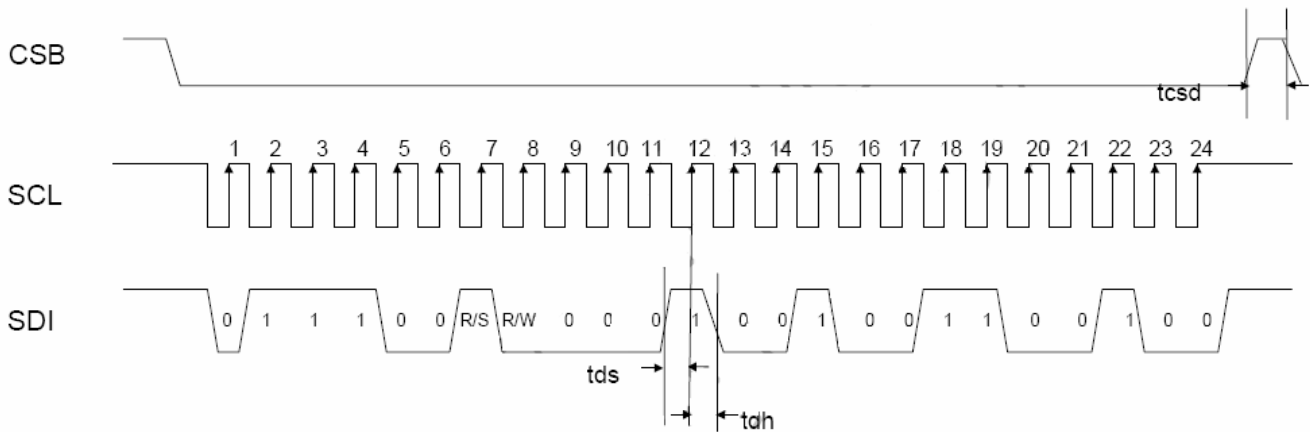 CSB
tcsd
1 2 3 4 5 6 7 8 9 10 11 12 13 14 15 16 17 18 19 20 21 22 23 24
SCL
SDI
0 1 1 1 0 0 R/S R/W 0 0 0 1 0 0 1 0 0 1 1 0 0 1 0 0
tds
tdh